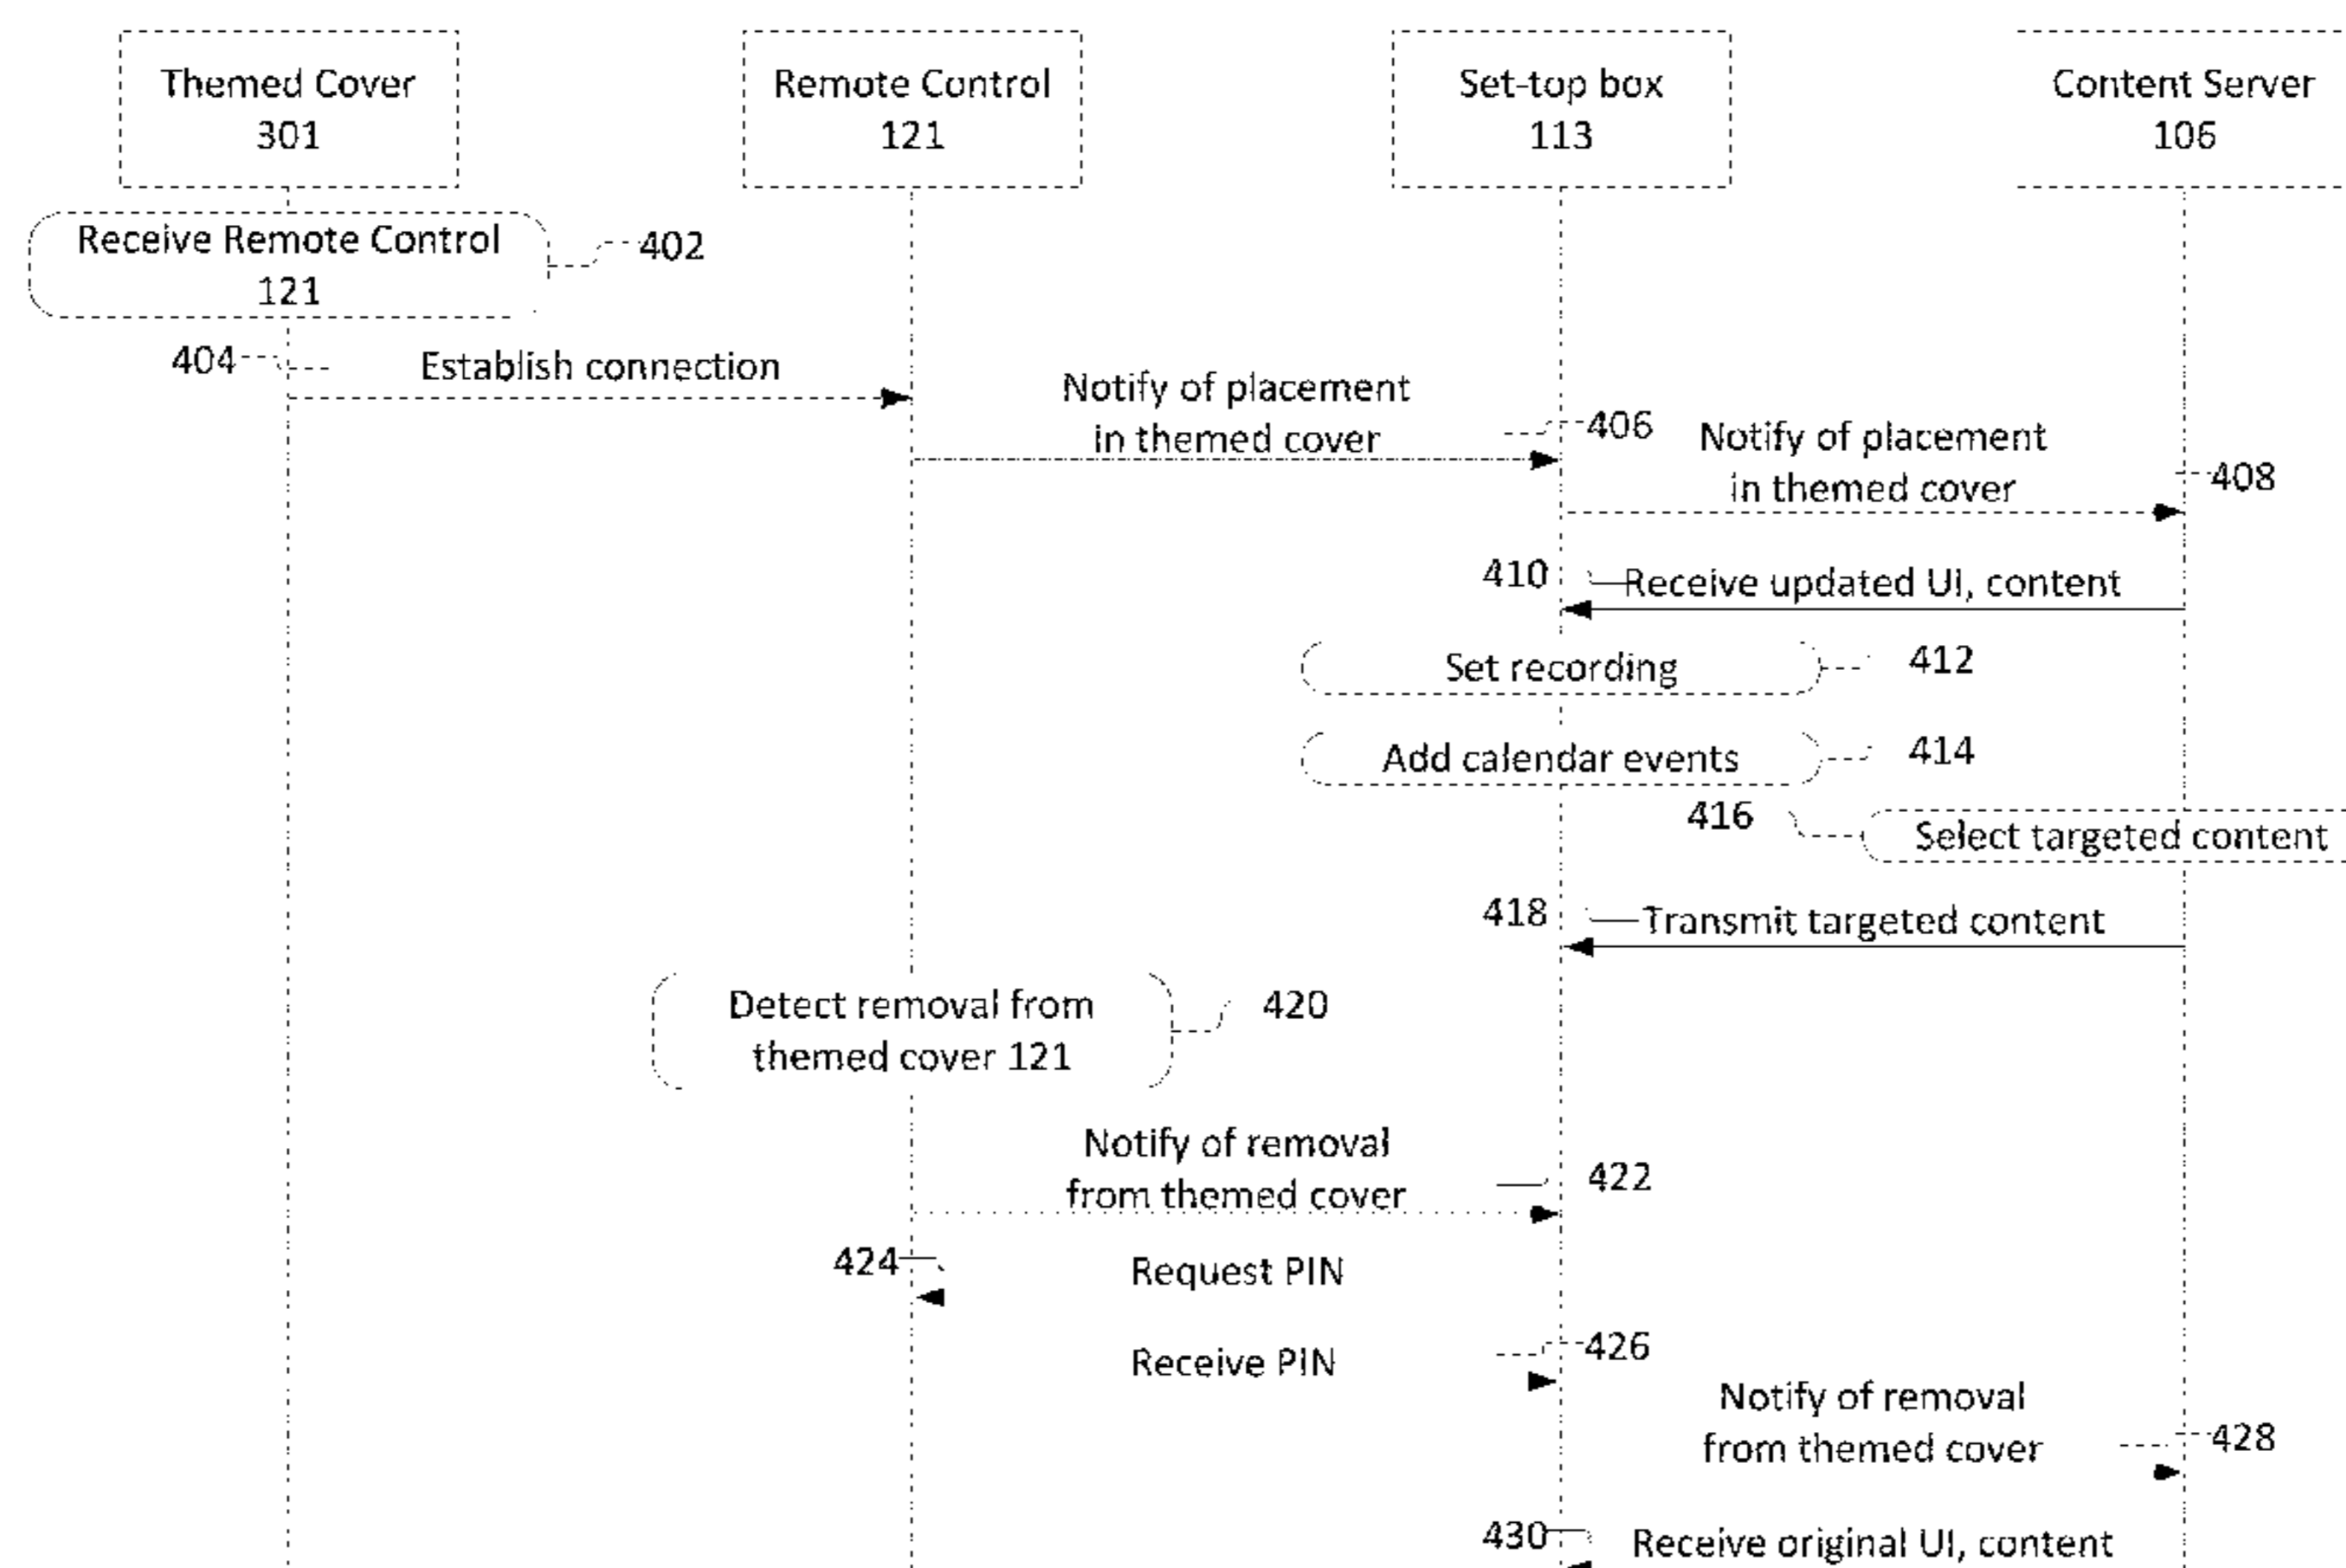 Themed Cover
301
Remote Control
121
Set-top box
113
Content Server
106
Receive Remote Control
121
402
404
Establish connection
Notify of placement
in themed cover
406
Notify of placement
in themed cover
408
410
Receive updated UI, content
Set recording
412
Add calendar events
414
416
Select targeted content
418
Transmit targeted content
Detect removal from
themed cover 121
420
Notify of removal
from themed cover
422
424
Request PIN
Receive PIN
426
Notify of removal
from themed cover
428
430
Receive original UI, content